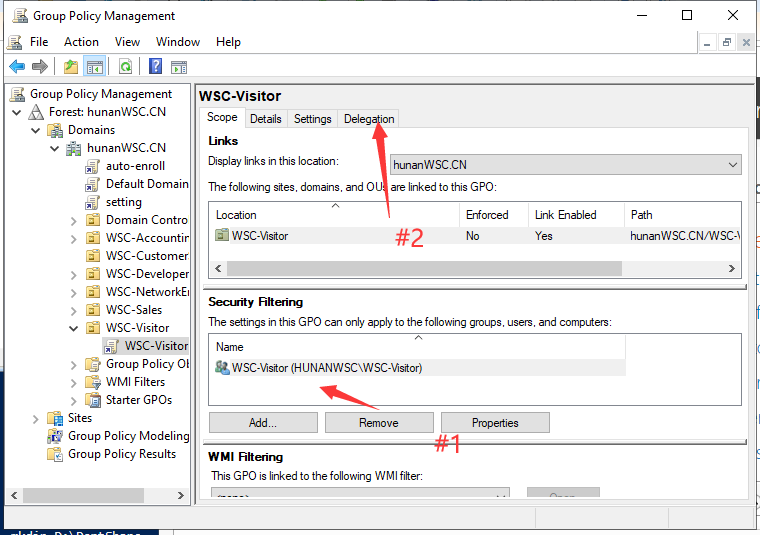 Group Policy Management
File Action View Window Help
Group Policy Management
Forest: hunanWSC.CN
Domains
hunanWSC.CN
auto-enroll
Default Domain
setting
Domain Contro
WSC-Accountin
WSC-Customer
WSC-Developer
WSC-NetworkEn
WSC-Sales
WSC-Visitor
WSC-Visitor
Group Policy Ob
WMI Filters
Starter GPOs
Sites
Group Policy Modeling
Group Policy Results
WSC-Visitor
Scope Details Settings Delegation
Links
Display links in this location: hunanWSC.CN
The following sites, domains, and OUs are linked to this GPO:
Location Enforced Link Enabled Path
WSC-Visitor No Yes hunanWSC.CN/WSC-V
#2
Security Filtering
The settings in this GPO can only apply to the following groups, users, and computers:
Name
WSC-Visitor (HUNANWSC\WSC-Visitor)
Add... Remove Properties
#1
WMI Filtering
This GPO is linked to the following WMI filter: